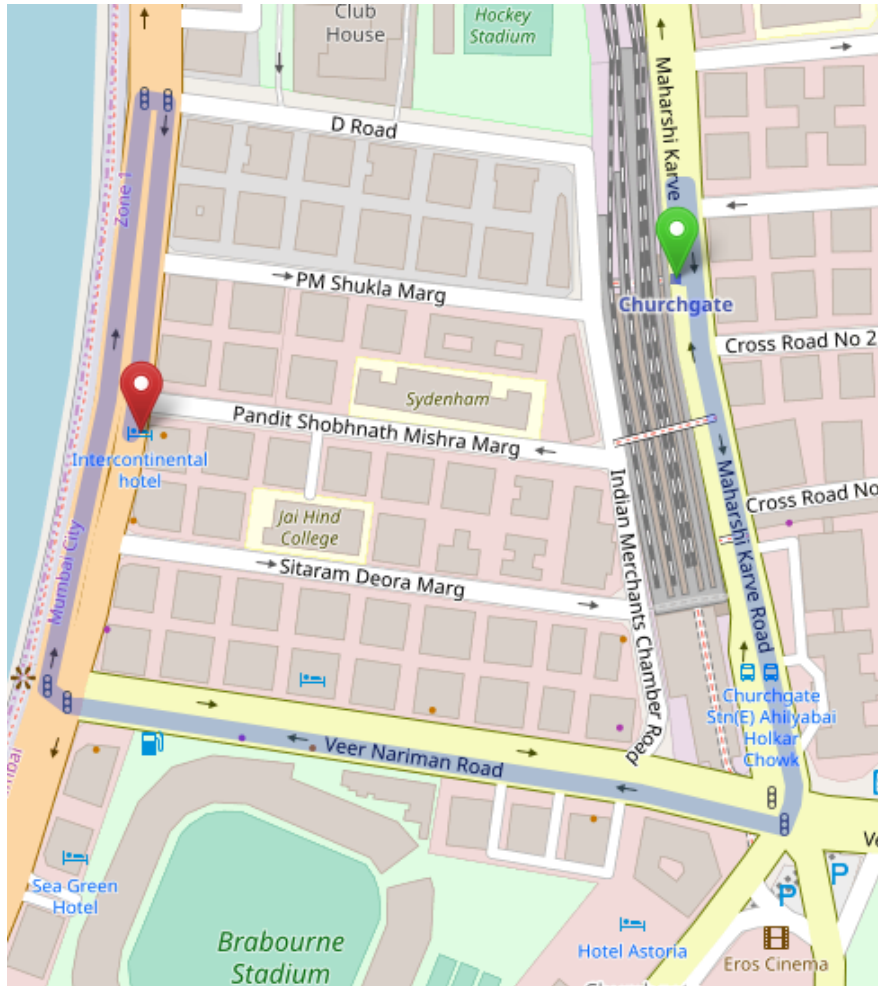 Club
House
Hockey
Stadium
Maharshi Karve
D Road
Zone 1
PM Shukla Marg
Churchgate
Cross Road No 2
Sydenham
Pandit Shobhnath Mishra Marg
Intercontinental
hotel
Indian Merchants Chamber Road
Maharshi Karve Road
Cross Road No
Jai Hind
College
Mumbai City
Sitaram Deora Marg
Churchgate
Stn(E) Ahilyabai
Holkar
Chowk
Veer Nariman Road
Ve
mbai
Sea Green
Hotel
P
P
Brabourne
Stadium
Hotel Astoria
Eros Cinema